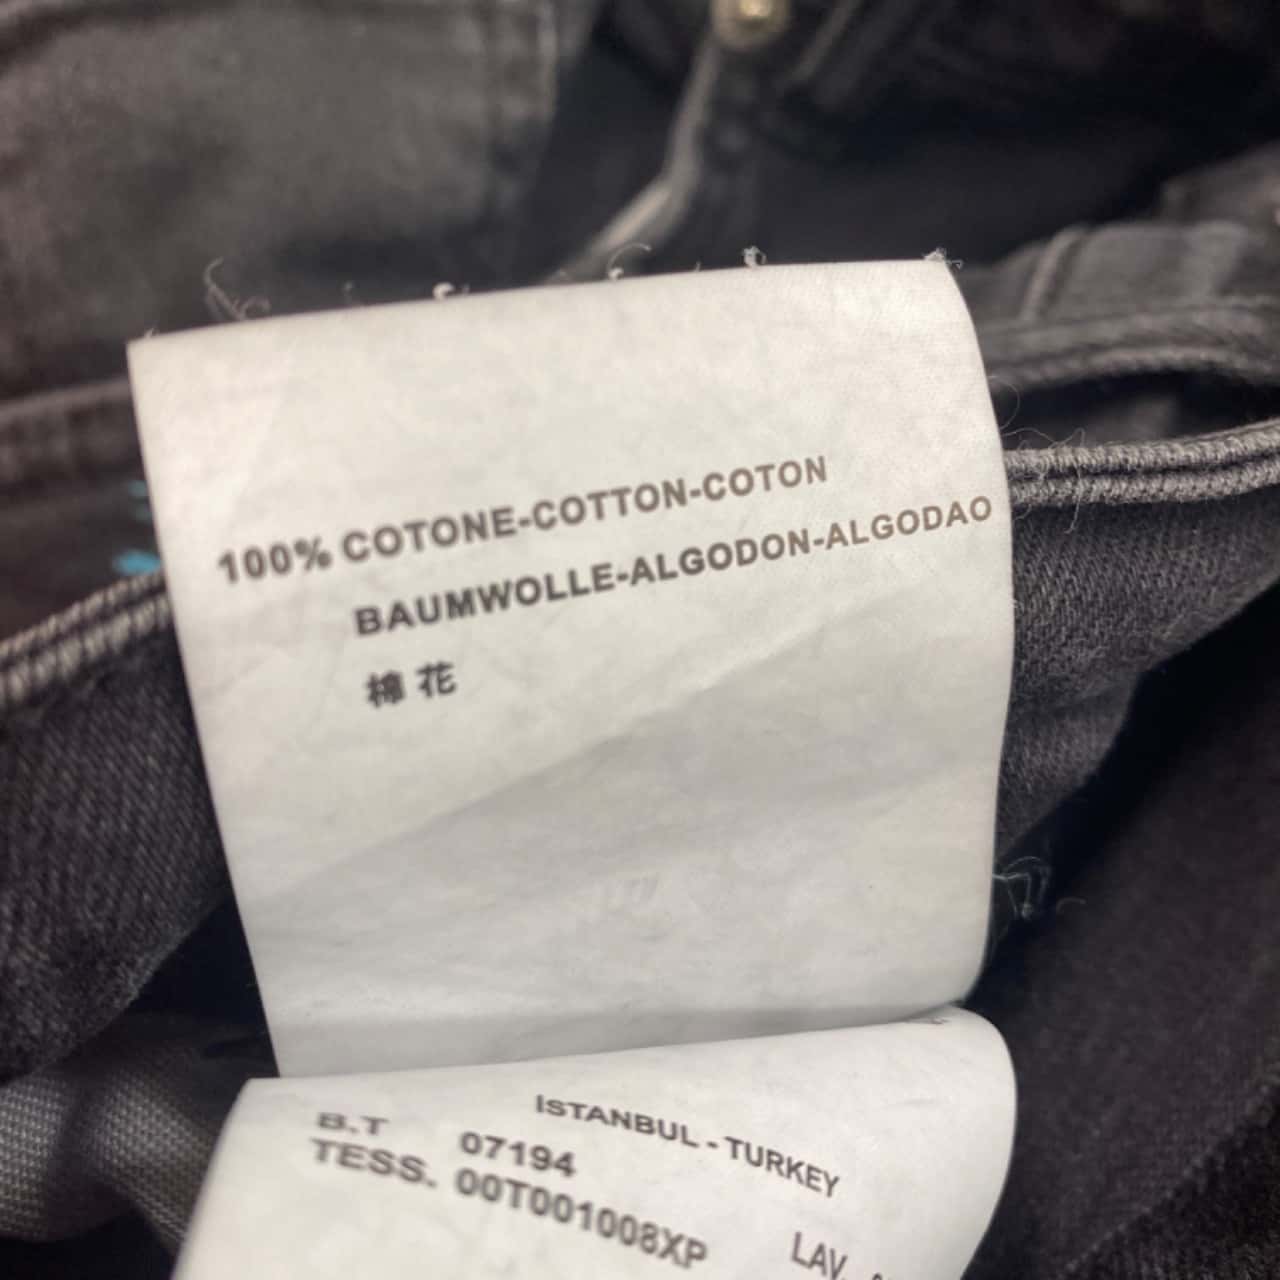 100% COTONE-COTTON-COTON
BAUMWOLLE-ALGODON-ALGODAO
棉花
ISTANBUL - TURKEY
B.T 07194
TESS. 00T001008XP
LAV.